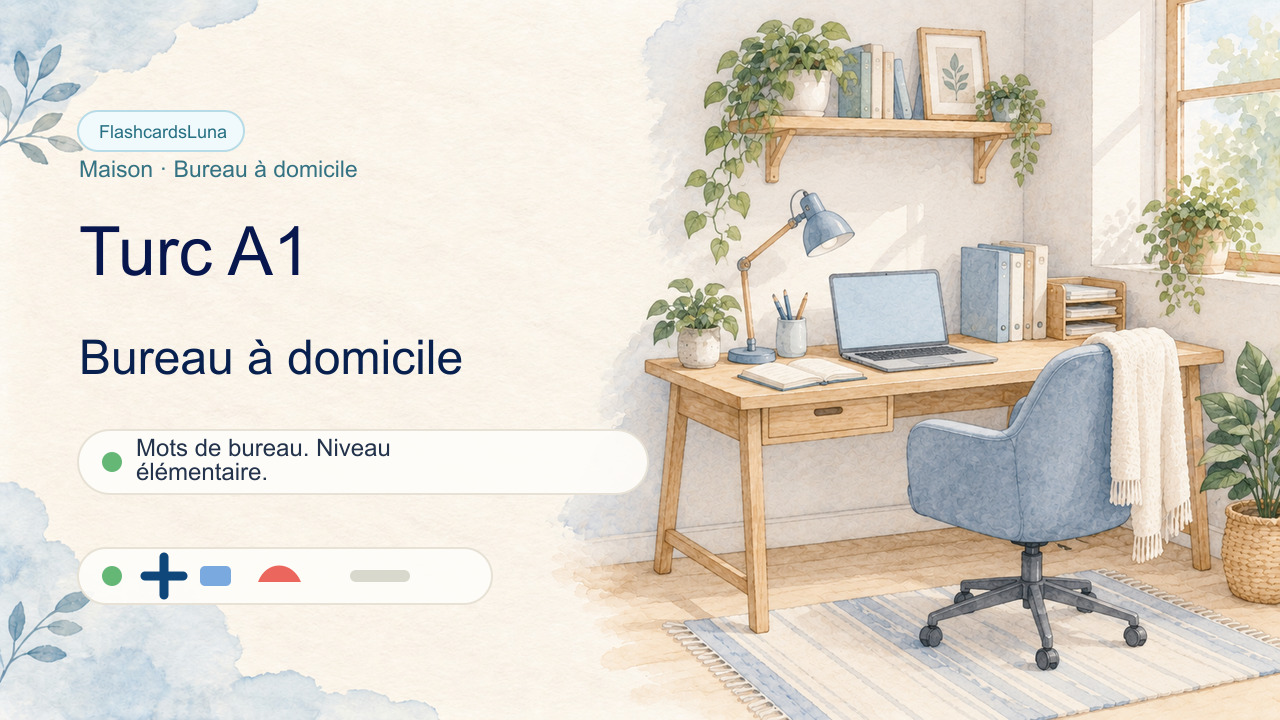 FlashcardsLuna
Maison · Bureau à domicile
Turc A1
Bureau à domicile
Mots de bureau. Niveau
élémentaire.